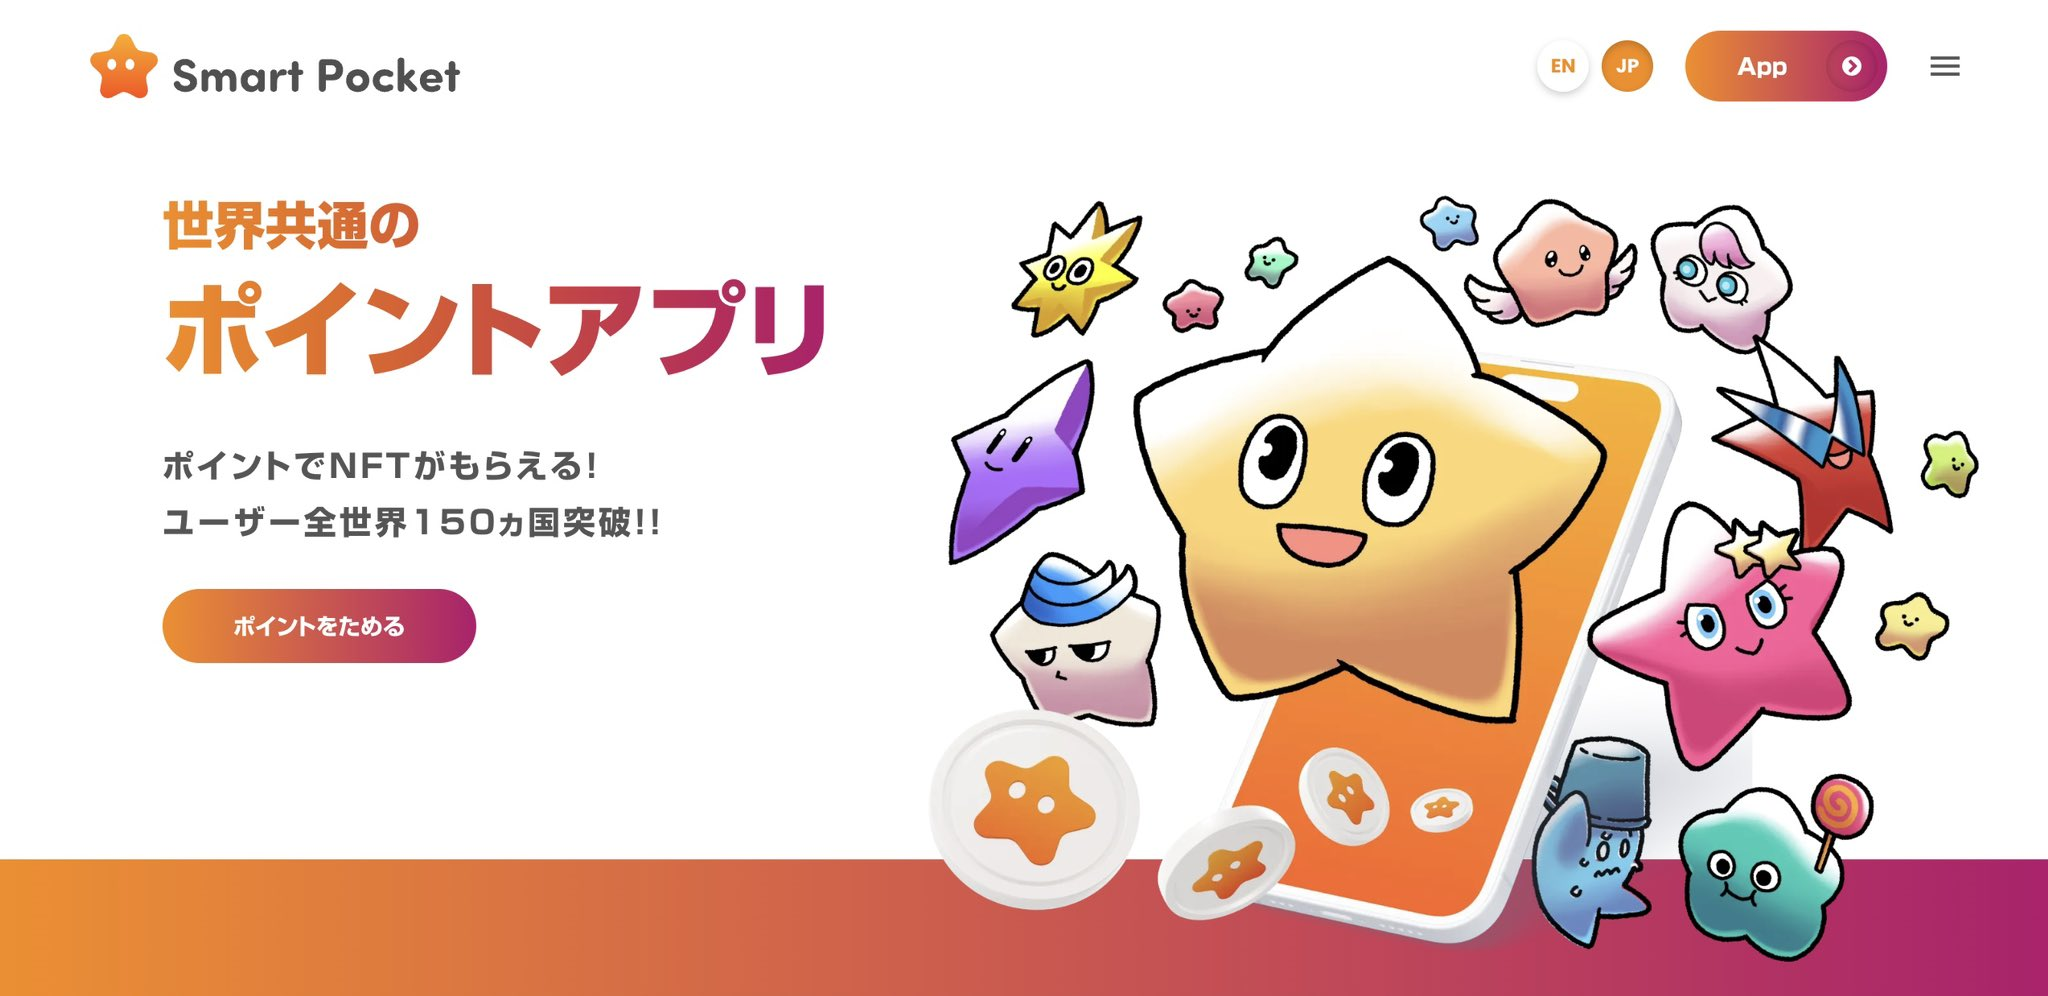 Smart Pocket
EN
JP
App
世界共通の
ポイントアプリ
ポイントでNFTがもらえる!
ユーザー全世界150ヵ国突破!!
ポイントをためる